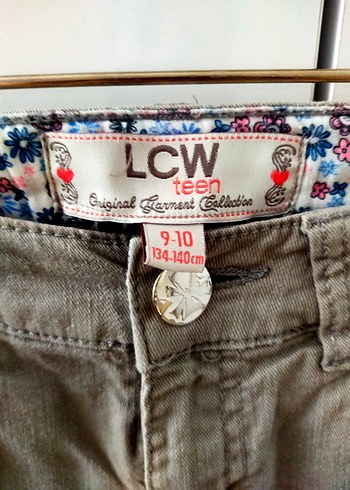 LCW
teen
Original Garment Collection
9-10
134-140cm